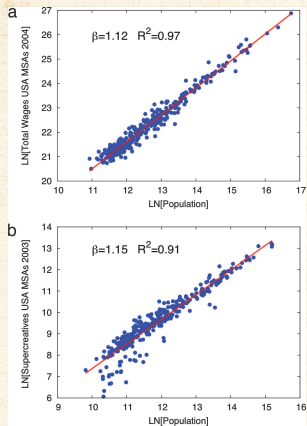 a
β=1.12 R²=0.97
LN[Total Wages USA MSAs 2004]
27
26
25
24
23
22
21
20
10 11 12 13 14 15 16 17
LN[Population]
b
β=1.15 R²=0.91
LN[Supercreatives USA MSAs 2003]
14
13
12
11
10
9
8
7
6
9 10 11 12 13 14 15 16
LN[Population]